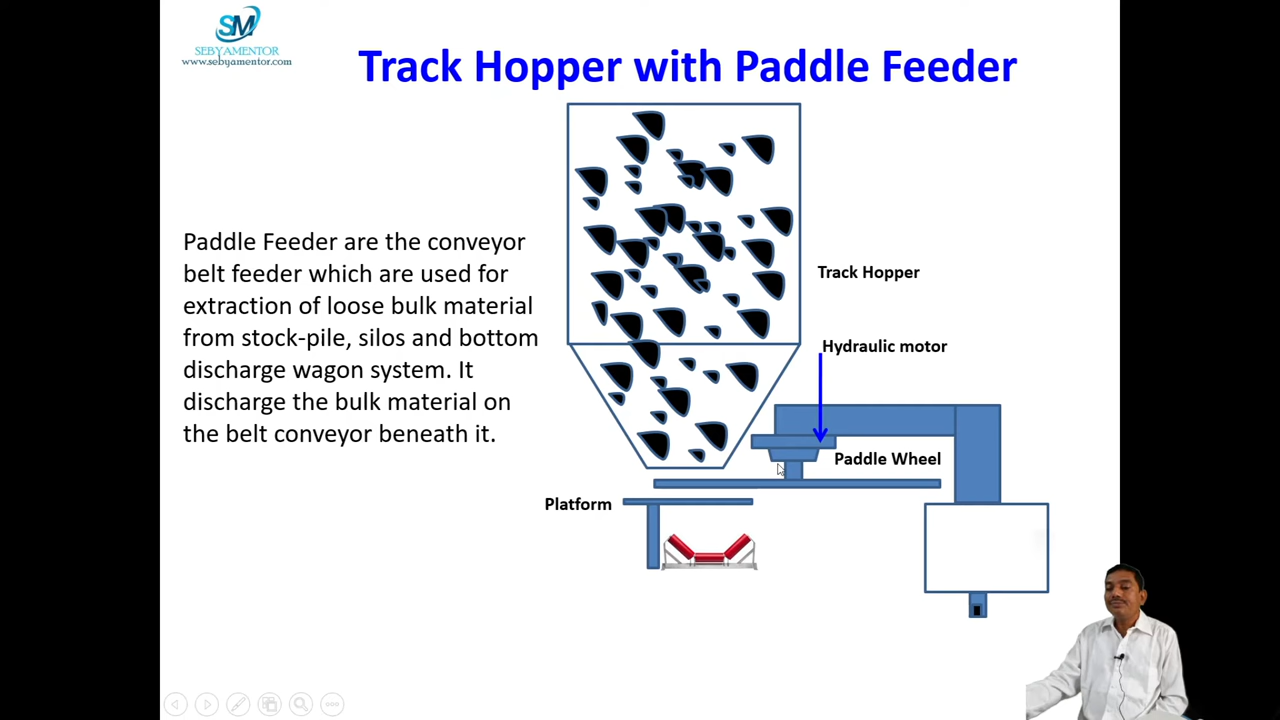 SM
SEBYAMENTOR
www.sebyamentor.com
Track Hopper with Paddle Feeder
Paddle Feeder are the conveyor
belt feeder which are used for
extraction of loose bulk material
from stock-pile, silos and bottom
discharge wagon system. It
discharge the bulk material on
the belt conveyor beneath it.
Track Hopper
Hydraulic motor
Paddle Wheel
Platform